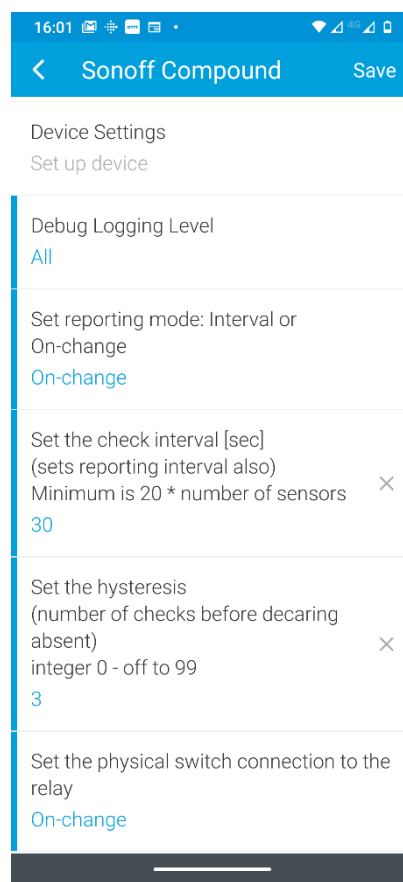 16:01
4G
Sonoff Compound Save
Device Settings
Set up device
Debug Logging Level
All
Set reporting mode: Interval or
On-change
On-change
Set the check interval [sec]
(sets reporting interval also)
Minimum is 20 * number of sensors
30
Set the hysteresis
(number of checks before decaring
absent)
integer 0 - off to 99
3
Set the physical switch connection to the
relay
On-change